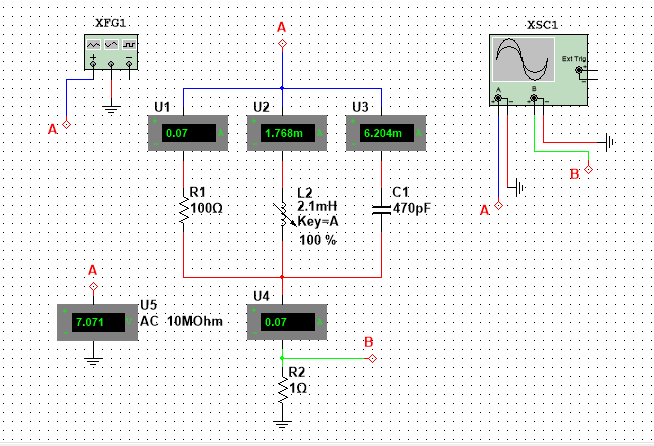 XFG1
A
XSC1
Ext Trig
+
-
A
B
+
-
+
-
+
-
A
B
A
U1
U2
U3
0.07
A
1.768m
A
6.204m
A
R1
100Ω
L2
2.1mH
Key=A
100 %
C1
470pF
A
U5
7.071
V
AC 10MOhm
U4
0.07
A
B
R2
1Ω